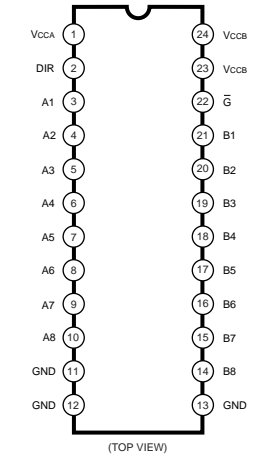 VCCA 1 24 VCCB
DIR 2 23 VCCB
A1 3 22 G̅
A2 4 21 B1
A3 5 20 B2
A4 6 19 B3
A5 7 18 B4
A6 8 17 B5
A7 9 16 B6
A8 10 15 B7
GND 11 14 B8
GND 12 13 GND
(TOP VIEW)